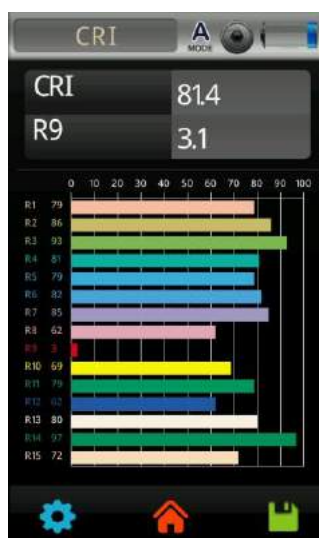 CRI
A
MODE
CRI 81.4
R9 3.1
0 10 20 30 40 50 60 70 80 90 100
R1 79
R2 86
R3 93
R4 81
R5 79
R6 82
R7 85
R8 62
R9 3
R10 69
R11 79
R12 62
R13 80
R14 97
R15 72